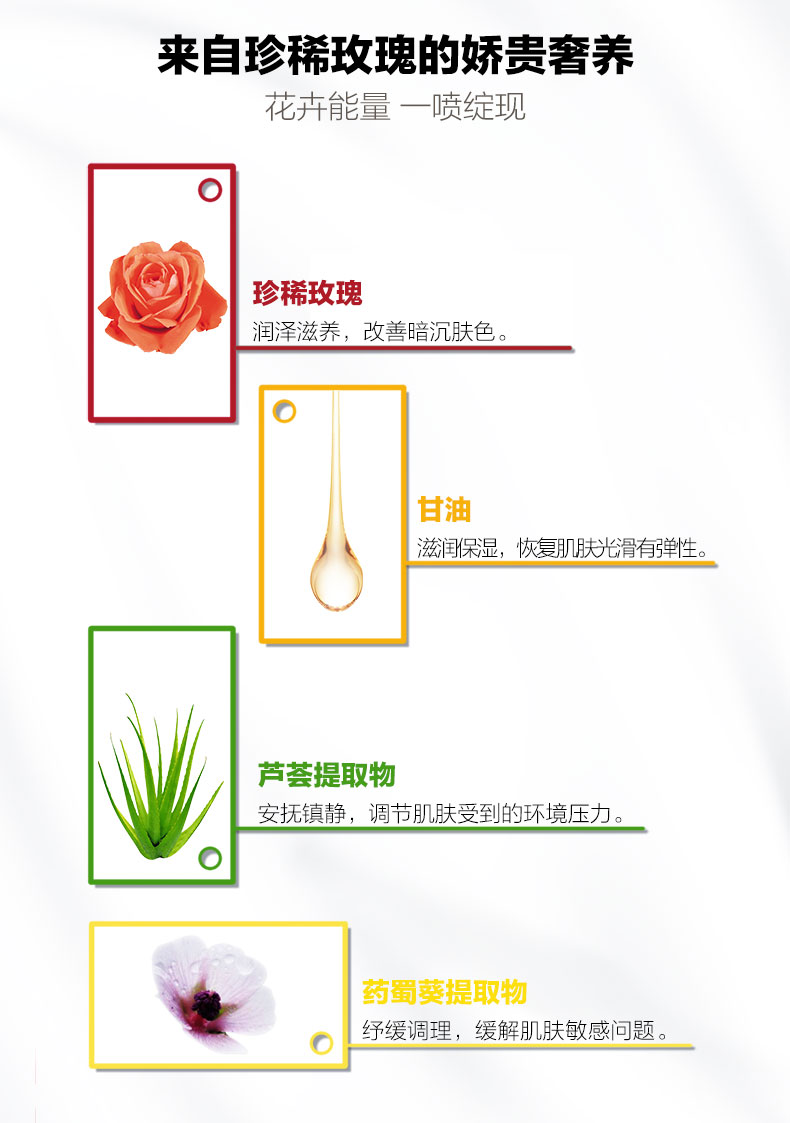 来自珍稀玫瑰的娇贵奢养
花卉能量 一喷绽现
珍稀玫瑰
润泽滋养，改善暗沉肤色。
甘油
滋润保湿，恢复肌肤光滑有弹性。
芦荟提取物
安抚镇静，调节肌肤受到的环境压力。
药蜀葵提取物
纾缓调理，缓解肌肤敏感问题。